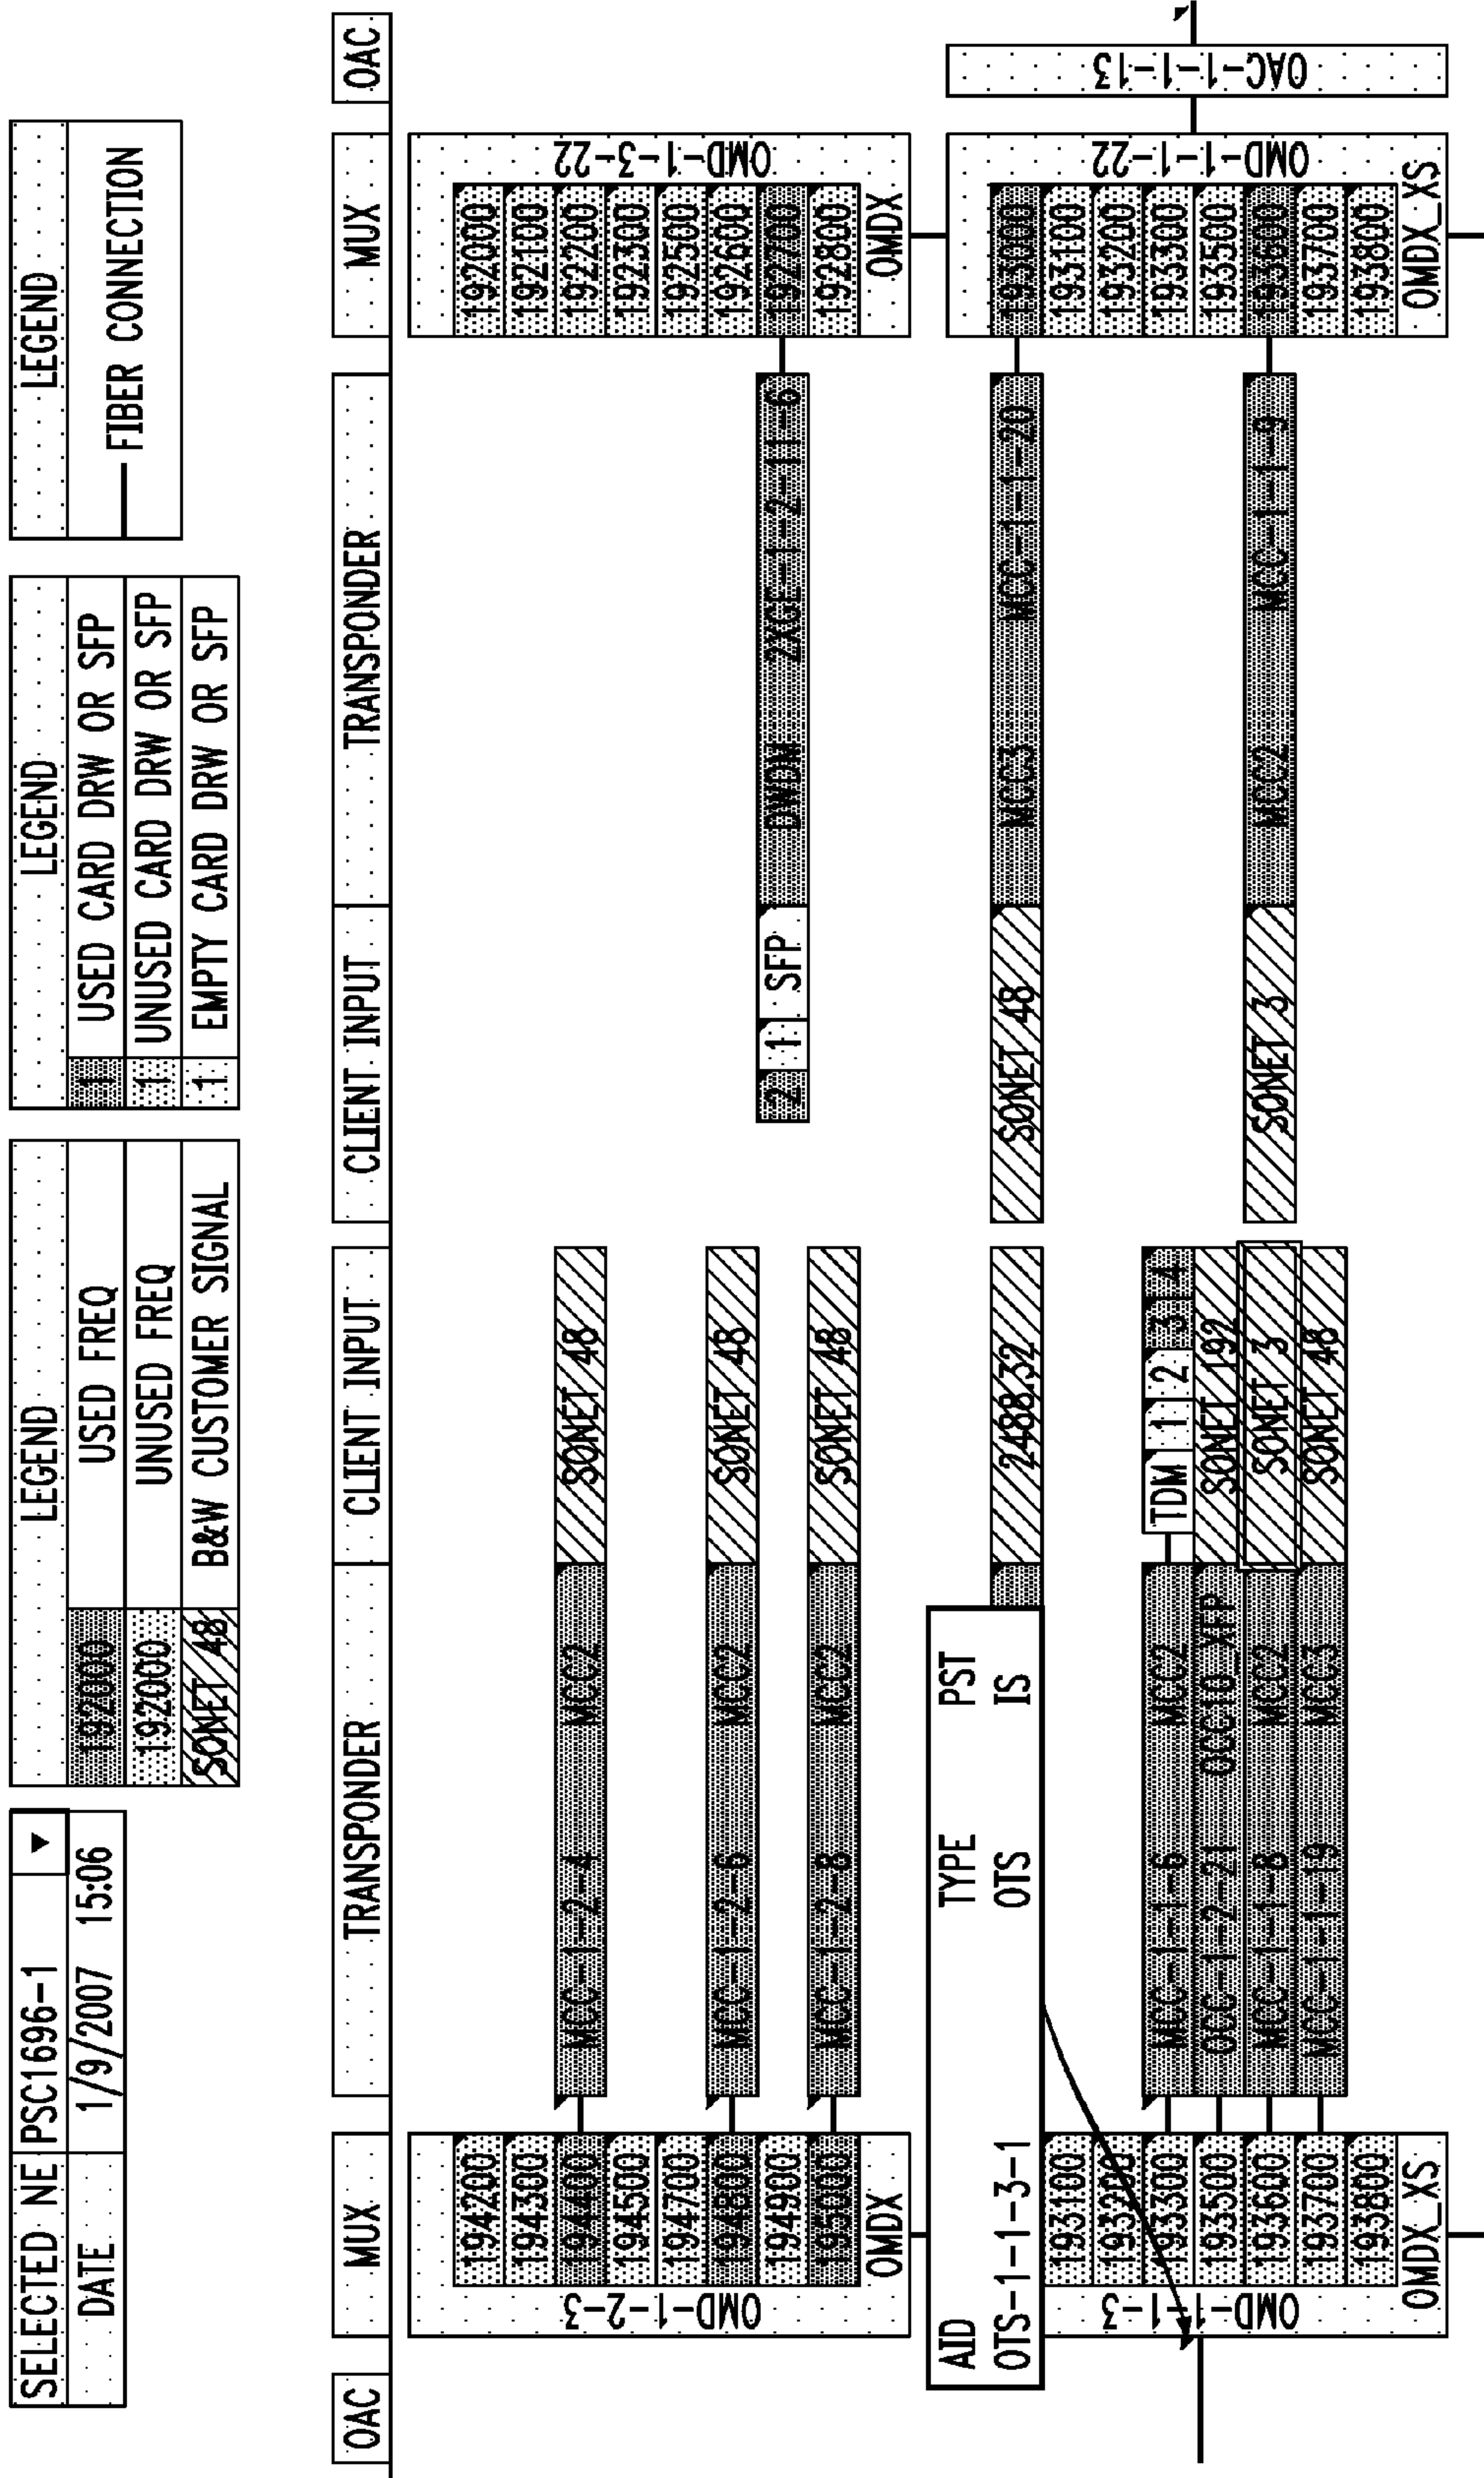 SELECTED NE PSC1696-1 ▼
DATE 1/9/2007 15:06
LEGEND
192000 USED FREQ
192000 UNUSED FREQ
SONET 48 B&W CUSTOMER SIGNAL
LEGEND
1 USED CARD DRW OR SFP
1 UNUSED CARD DRW OR SFP
1 EMPTY CARD DRW OR SFP
LEGEND
FIBER CONNECTION
OAC MUX TRANSPONDER CLIENT INPUT CLIENT INPUT TRANSPONDER MUX OAC
OMD-1-2-3
194200
194300
194400 MCC-1-2-4 MCC2 SONET 48
194500
194700
194800 MCC-1-2-6 MCC2 SONET 48
194900
195000 MCC-1-2-8 MCC2 SONET 48
OMDX
OMD-1-3-22
192000
192100
192200
192300
192500
192600
2 1 SFP DWDM 2XGE-1-2-11-6 192700
192800
OMDX
AID TYPE PST
OTS-1-1-3-1 OTS IS
2488.32
OMD-1-1-3
193100
193200
193300 MCC-1-1-6 MCC2 TDM 1 2 3 4
193500 OCC-1-2-21 OCC10_XFP SONET 192
193600 MCC-1-1-8 MCC2 SONET 3
193700 MCC-1-1-19 MCC3 SONET 48
193800
OMDX_XS
OMD-1-1-22
SONET 48 MCC3 MCC-1-1-20 193000
193100
193200
193300
193500
SONET 3 MCC2 MCC-1-1-9 193600
193700
193800
OMDX_XS
OAC-1-1-13